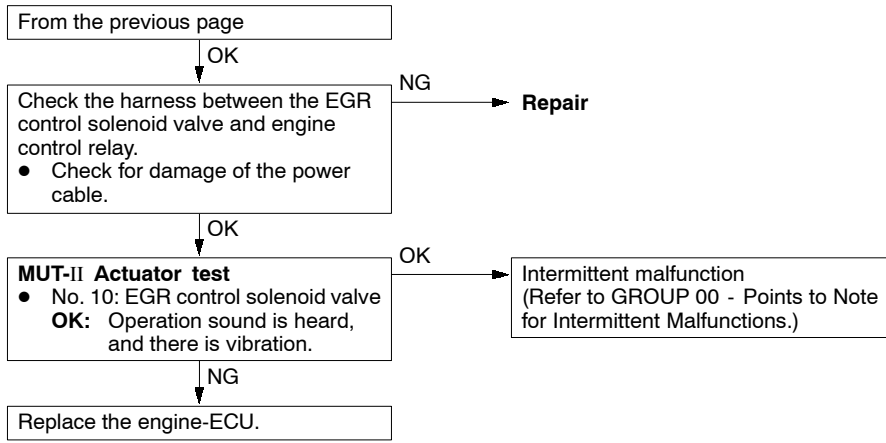 From the previous page
OK
Check the harness between the EGR
control solenoid valve and engine
control relay.
● Check for damage of the power
cable.
NG
Repair
OK
MUT-II Actuator test
● No. 10: EGR control solenoid valve
OK: Operation sound is heard,
and there is vibration.
OK
Intermittent malfunction
(Refer to GROUP 00 - Points to Note
for Intermittent Malfunctions.)
NG
Replace the engine-ECU.